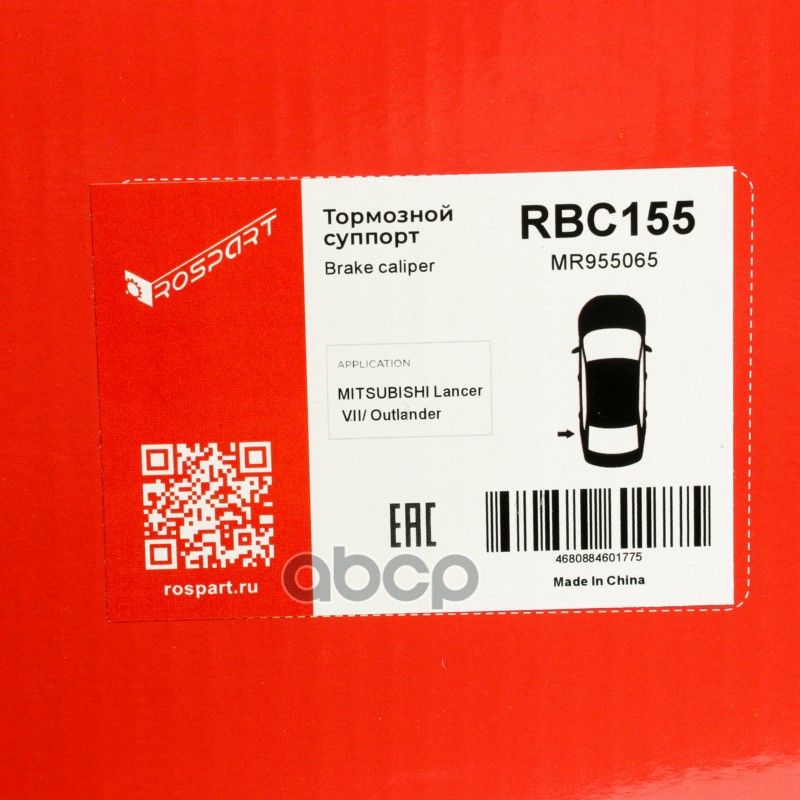 ROSPART
Тормозной
суппорт
Brake caliper
RBC155
MR955065
APPLICATION
MITSUBISHI Lancer
VII/ Outlander
EAC
4680884601775
Made In China
rospart.ru
abcp